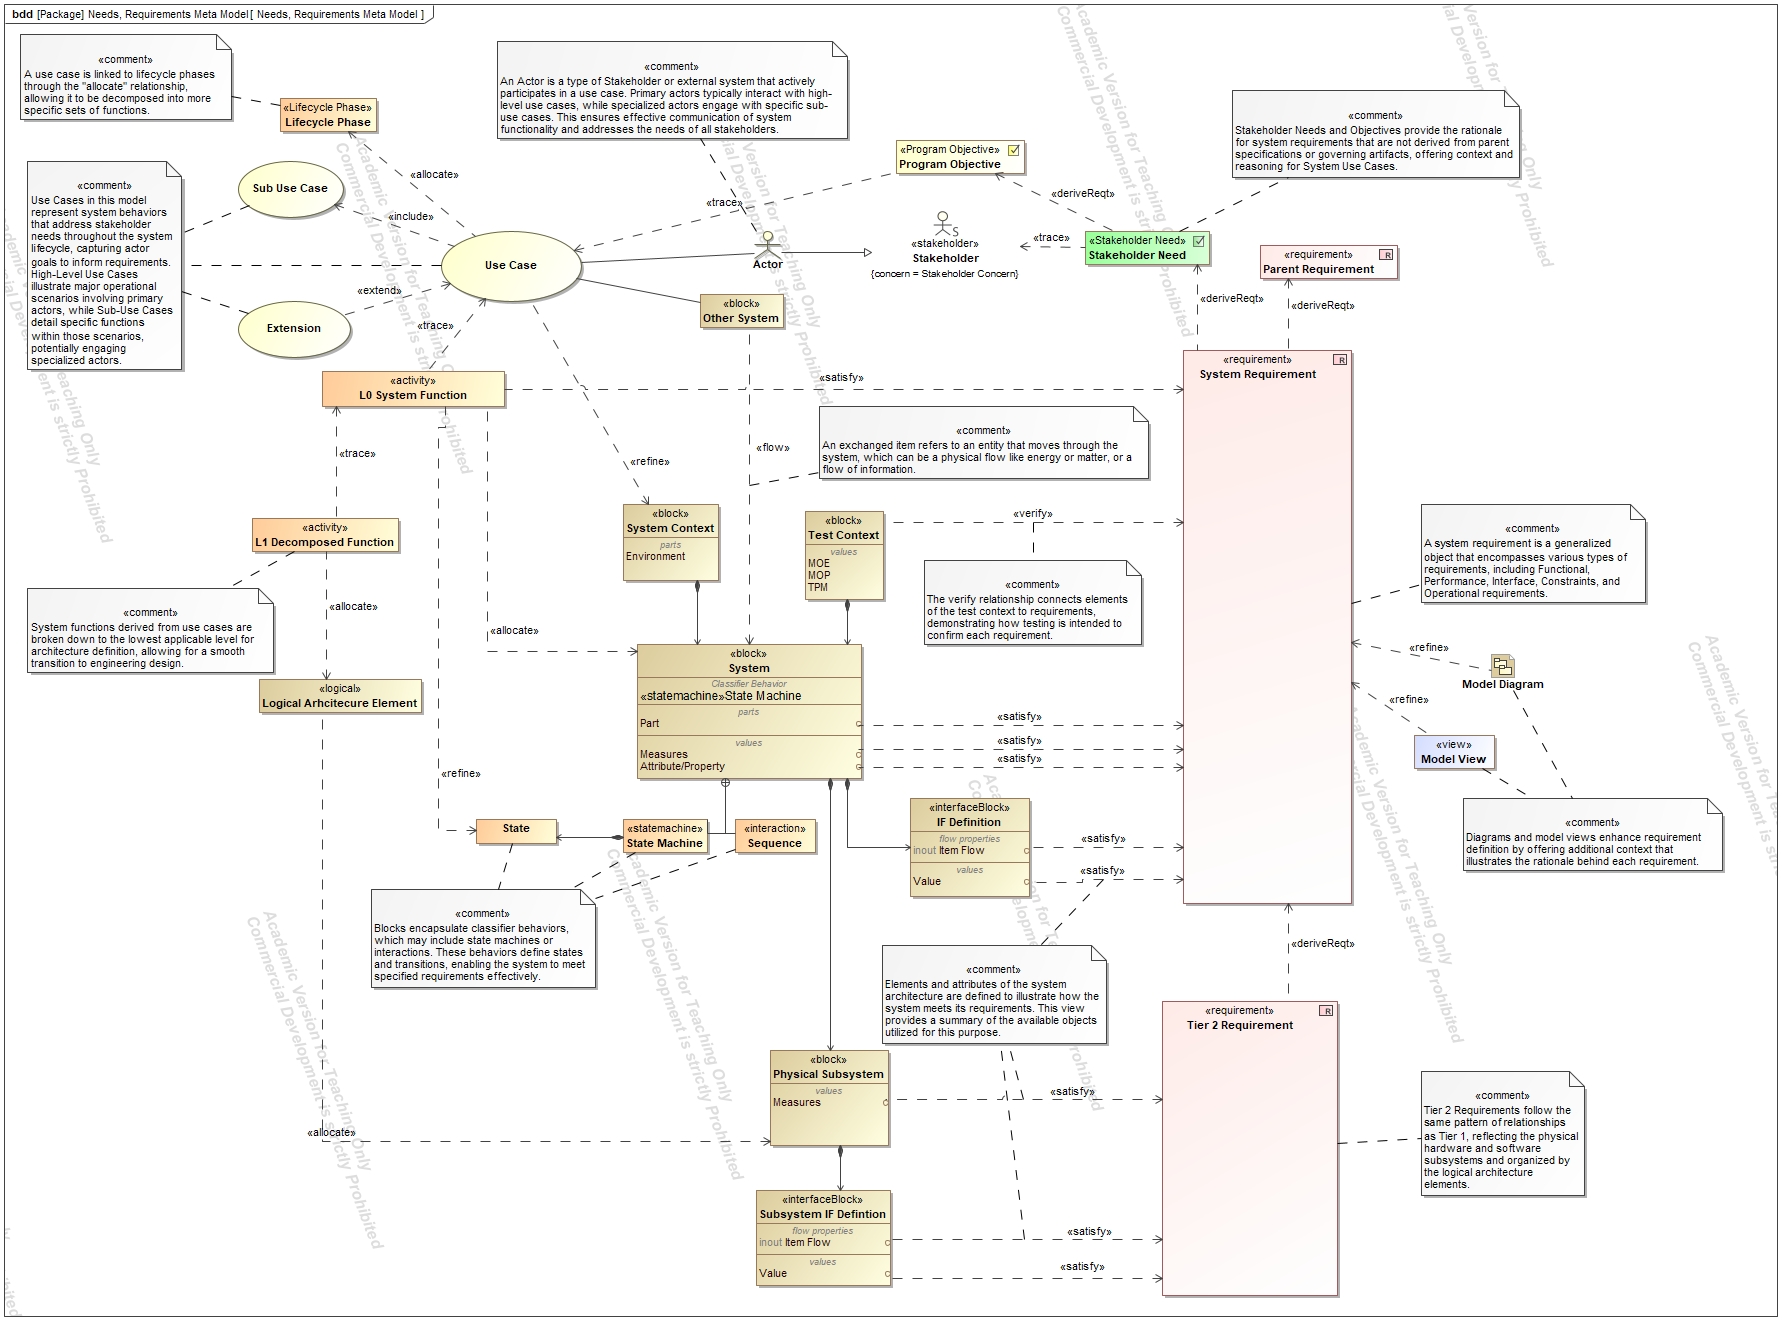 bdd [Package] Needs, Requirements Meta Model[ Needs, Requirements Meta Model ]
«comment»
A use case is linked to lifecycle phases
through the "allocate" relationship,
allowing it to be decomposed into more
specific sets of functions.
«Lifecycle Phase»
Lifecycle Phase
«comment»
An Actor is a type of Stakeholder or external system that actively
participates in a use case. Primary actors typically interact with high-
level use cases, while specialized actors engage with specific sub-
use cases. This ensures effective communication of system
functionality and addresses the needs of all stakeholders.
«Program Objective»
Program Objective
«comment»
Stakeholder Needs and Objectives provide the rationale
for system requirements that are not derived from parent
specifications or governing artifacts, offering context and
reasoning for System Use Cases.
«comment»
Use Cases in this model
represent system behaviors
that address stakeholder
needs throughout the system
lifecycle, capturing actor
goals to inform requirements.
High-Level Use Cases
illustrate major operational
scenarios involving primary
actors, while Sub-Use Cases
detail specific functions
within those scenarios,
potentially engaging
specialized actors.
Sub Use Case
«allocate»
«include»
«trace»
«deriveReqt»
Use Case
Actor
S
«stakeholder»
Stakeholder
{concern = Stakeholder Concern}
«trace»
«Stakeholder Need»
Stakeholder Need
«requirement»
R
Parent Requirement
«extend»
Extension
«trace»
«block»
Other System
«deriveReqt»
«deriveReqt»
«activity»
L0 System Function
«satisfy»
«requirement»
R
System Requirement
«trace»
«refine»
«flow»
«comment»
An exchanged item refers to an entity that moves through the
system, which can be a physical flow like energy or matter, or a
flow of information.
«activity»
L1 Decomposed Function
«block»
System Context
parts
Environment
«block»
Test Context
values
MOE
MOP
TPM
«verify»
«comment»
The verify relationship connects elements
of the test context to requirements,
demonstrating how testing is intended to
confirm each requirement.
«comment»
A system requirement is a generalized
object that encompasses various types of
requirements, including Functional,
Performance, Interface, Constraints, and
Operational requirements.
«comment»
System functions derived from use cases are
broken down to the lowest applicable level for
architecture definition, allowing for a smooth
transition to engineering design.
«allocate»
«allocate»
«logical»
Logical Arhcitecure Element
«block»
System
Classifier Behavior
«statemachine»State Machine
parts
Part
values
Measures
Attribute/Property
«satisfy»
«satisfy»
«satisfy»
«refine»
Model Diagram
«refine»
«view»
Model View
«refine»
State
«statemachine»
State Machine
«interaction»
Sequence
«interfaceBlock»
IF Definition
flow properties
inout Item Flow
values
Value
«satisfy»
«satisfy»
«comment»
Diagrams and model views enhance requirement
definition by offering additional context that
illustrates the rationale behind each requirement.
«comment»
Blocks encapsulate classifier behaviors,
which may include state machines or
interactions. These behaviors define states
and transitions, enabling the system to meet
specified requirements effectively.
«deriveReqt»
«comment»
Elements and attributes of the system
architecture are defined to illustrate how the
system meets its requirements. This view
provides a summary of the available objects
utilized for this purpose.
«requirement»
R
Tier 2 Requirement
«block»
Physical Subsystem
values
Measures
«satisfy»
«allocate»
«comment»
Tier 2 Requirements follow the
same pattern of relationships
as Tier 1, reflecting the physical
hardware and software
subsystems and organized by
the logical architecture
elements.
«interfaceBlock»
Subsystem IF Defintion
flow properties
inout Item Flow
values
Value
«satisfy»
«satisfy»
Academic Version for Teaching Only
Commercial Development is strictly Prohibited